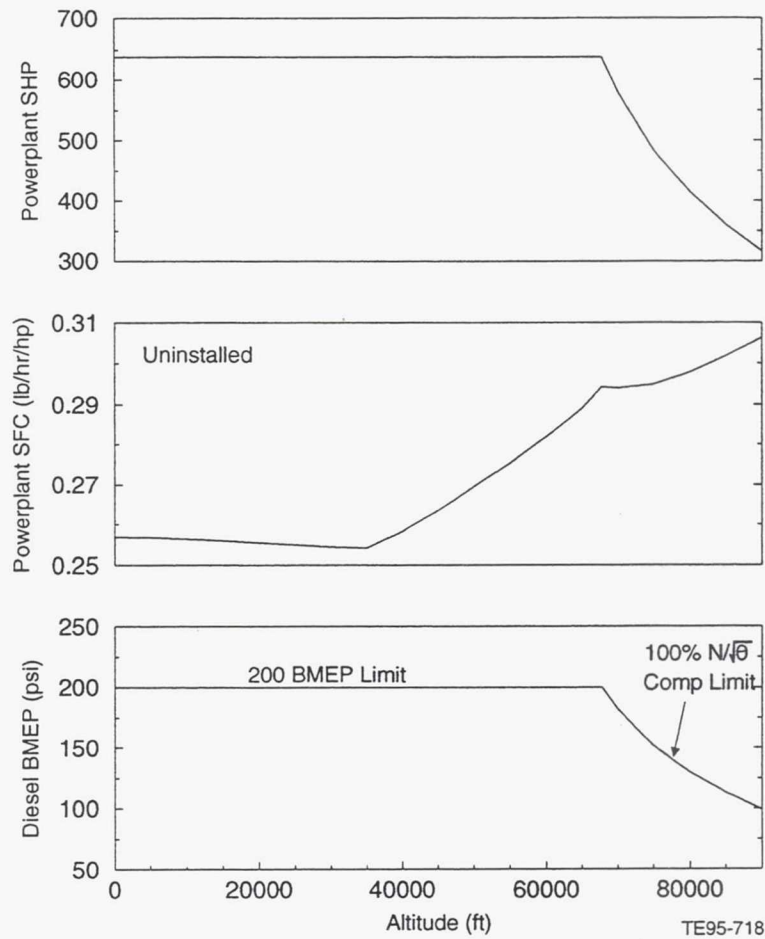 700
600
500
400
300
Powerplant SHP
0.31
0.29
0.27
0.25
Powerplant SFC (lb/hr/hp)
Uninstalled
250
200
150
100
50
Diesel BMEP (psi)
200 BMEP Limit
100% N/√θ
Comp Limit
0 20000 40000 60000 80000
Altitude (ft)
TE95-718